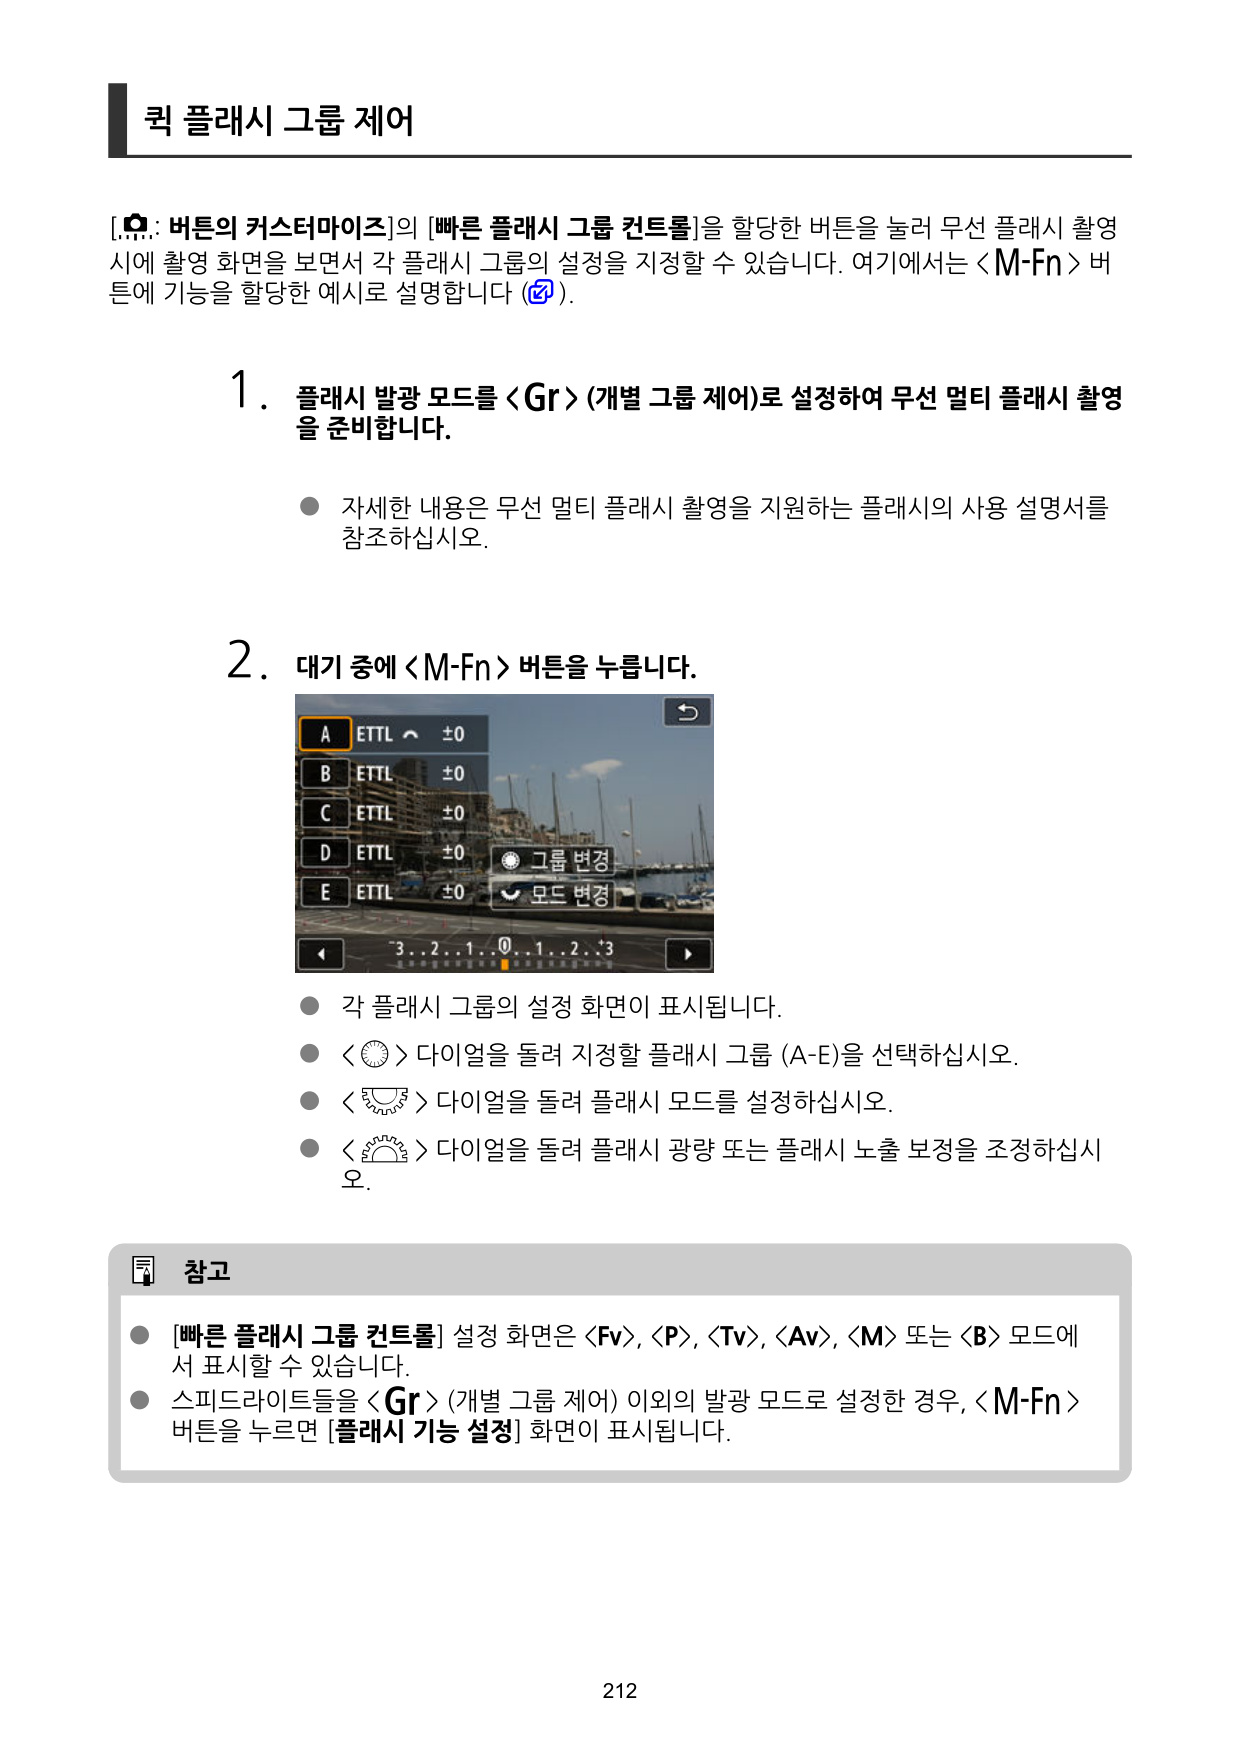 퀵 플래시 그룹 제어
[: 버튼의 커스터마이즈]의 [빠른 플래시 그룹 컨트롤]을 할당한 버튼을 눌러 무선 플래시 촬영
시에 촬영 화면을 보면서 각 플래시 그룹의 설정을 지정할 수 있습니다. 여기에서는 <M-Fn> 버
튼에 기능을 할당한 예시로 설명합니다 ( ).
1. 플래시 발광 모드를 <Gr> (개별 그룹 제어)로 설정하여 무선 멀티 플래시 촬영
을 준비합니다.
● 자세한 내용은 무선 멀티 플래시 촬영을 지원하는 플래시의 사용 설명서를
참조하십시오.
2. 대기 중에 <M-Fn> 버튼을 누릅니다.
A ETTL ±0
B ETTL ±0
C ETTL ±0
D ETTL ±0
그룹 변경
E ETTL ±0
모드 변경
-3..2..1..0..1..2..+3
● 각 플래시 그룹의 설정 화면이 표시됩니다.
● < > 다이얼을 돌려 지정할 플래시 그룹 (A-E)을 선택하십시오.
● < > 다이얼을 돌려 플래시 모드를 설정하십시오.
● < > 다이얼을 돌려 플래시 광량 또는 플래시 노출 보정을 조정하십시
오.
참고
● [빠른 플래시 그룹 컨트롤] 설정 화면은 <Fv>, <P>, <Tv>, <Av>, <M> 또는 <B> 모드에
서 표시할 수 있습니다.
● 스피드라이트들을 <Gr> (개별 그룹 제어) 이외의 발광 모드로 설정한 경우, <M-Fn>
버튼을 누르면 [플래시 기능 설정] 화면이 표시됩니다.
212